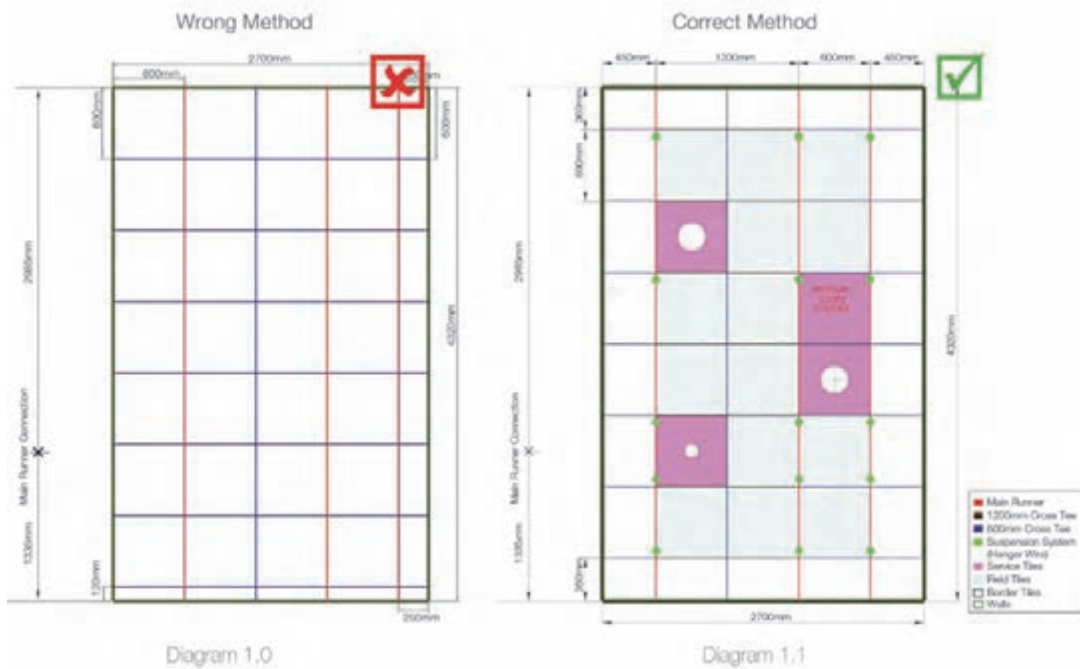 Wrong Method
Correct Method
2700mm
600mm
600mm
600mm
2985mm
4320mm
Main Runner Connection
1335mm
120mm
250mm
Diagram 1.0
450mm
1200mm
600mm
450mm
360mm
600mm
2985mm
4320mm
Main Runner Connection
1335mm
360mm
2700mm
Diagram 1.1
Main Runner
1200mm Cross Tee
600mm Cross Tee
Suspension System
(Hanger Wire)
Service Tiles
Field Tiles
Border Tiles
Walls